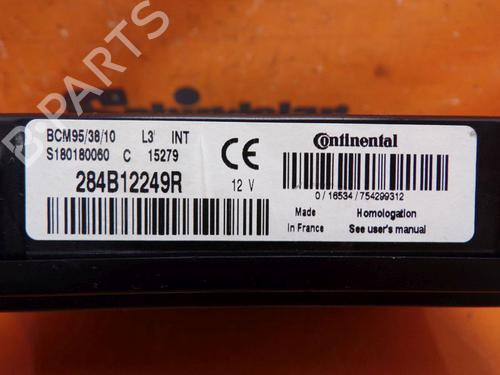 B-PARTS
BCM95/38/10 L3' INT
S180180060 C 15279
284B12249R
CE
12 V
Continental
0 / 16534 / 754299312
Made Homologation
in France See user's manual